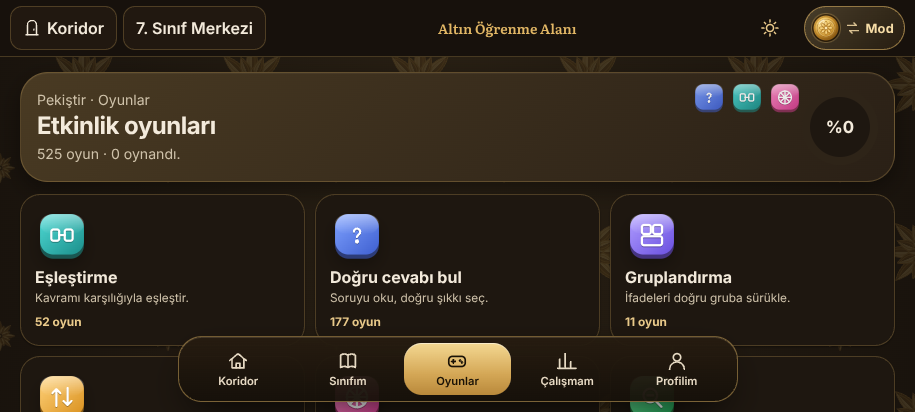 Koridor
7. Sınıf Merkezi
Altın Öğrenme Alanı
Mod
Pekiştir · Oyunlar
Etkinlik oyunları
525 oyun · 0 oynandı.
?
%0
Eşleştirme
Kavramı karşılığıyla eşleştir.
52 oyun
?
Doğru cevabı bul
Soruyu oku, doğru şıkkı seç.
177 oyun
Gruplandırma
İfadeleri doğru gruba sürükle.
11 oyun
Koridor
Sınıfım
Oyunlar
Çalışmam
Profilim